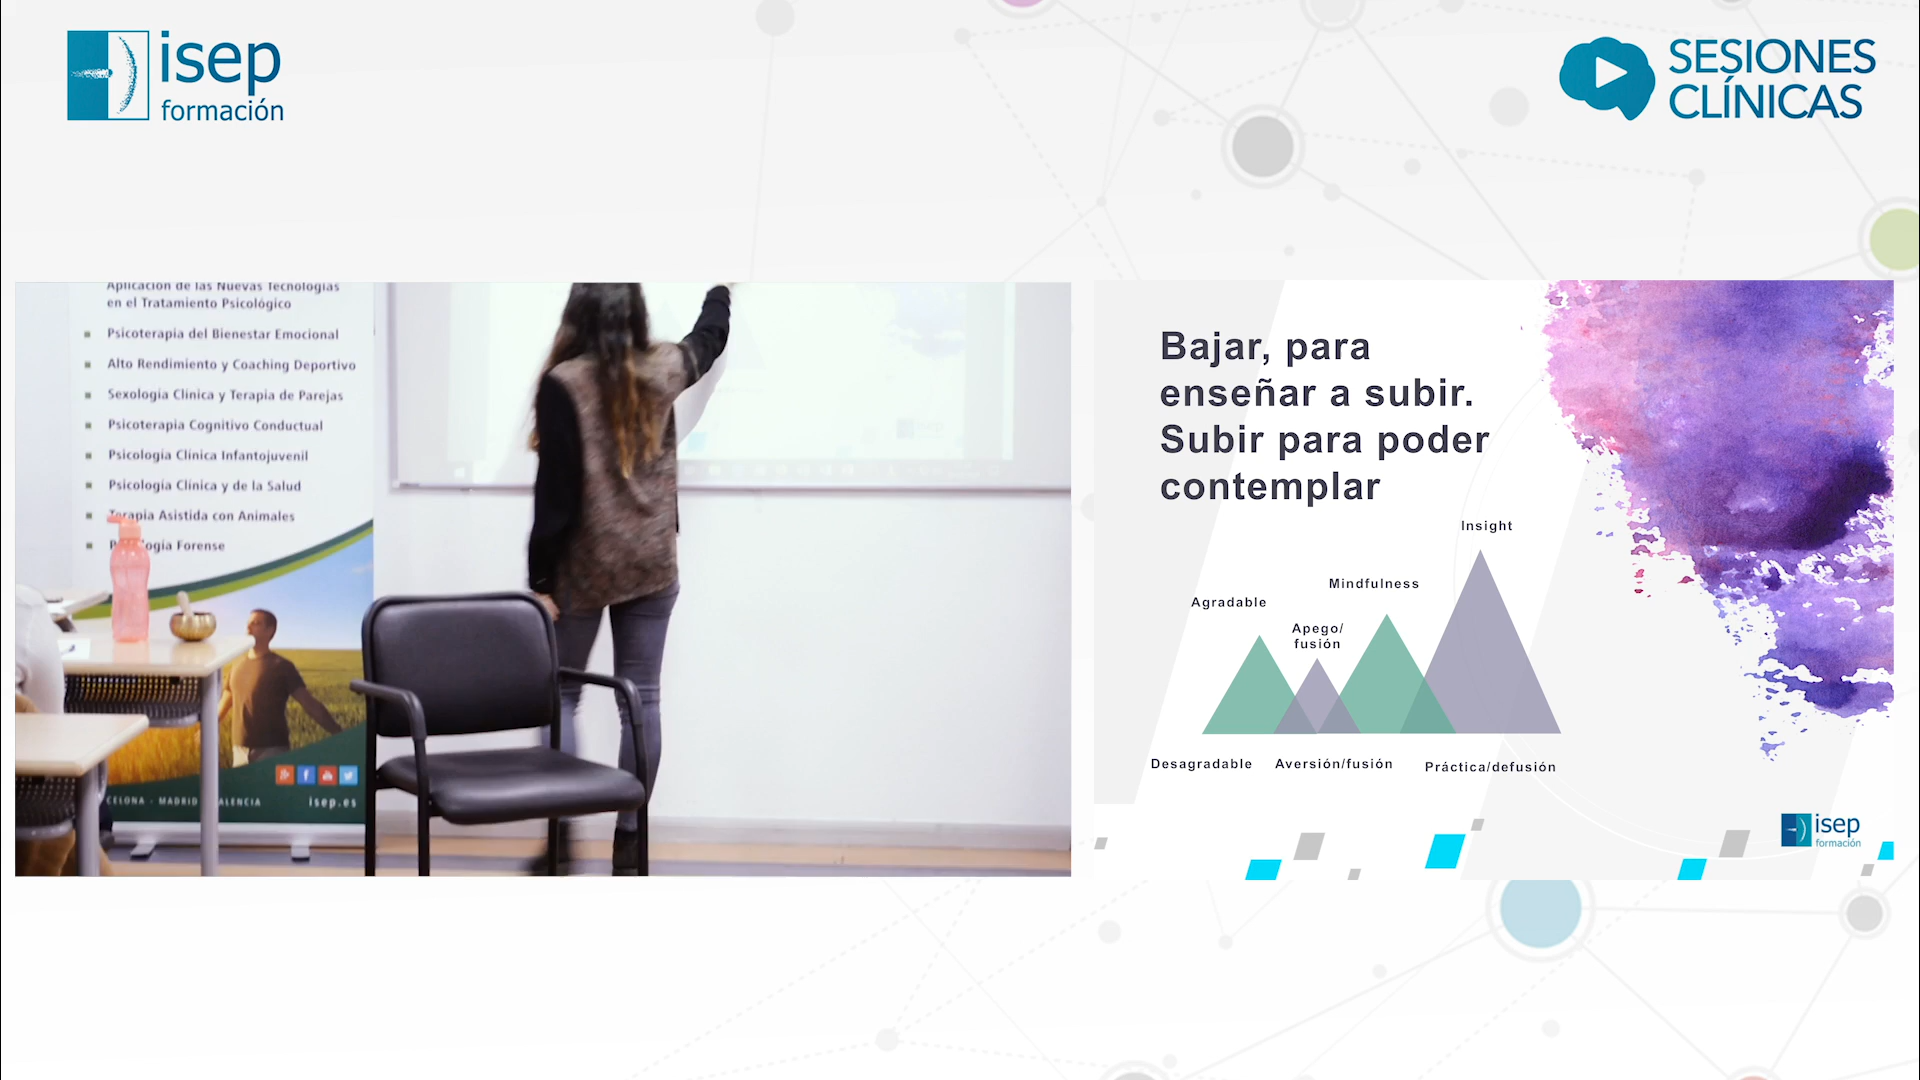 isep
formación
SESIONES
CLÍNICAS
Aplicación de las Nuevas Tecnologías
en el Tratamiento Psicológico
Psicoterapia del Bienestar Emocional
Alto Rendimiento y Coaching Deportivo
Sexología Clínica y Terapia de Parejas
Psicoterapia Cognitivo Conductual
Psicología Clínica Infantojuvenil
Psicología Clínica y de la Salud
Terapia Asistida con Animales
Forense
CELONA - MADRID ALENCIA
isep.es
Bajar, para
enseñar a subir.
Subir para poder
contemplar
Insight
Mindfulness
Agradable
Apego/
fusión
Desagradable
Aversión/fusión
Práctica/defusión
isep
formación